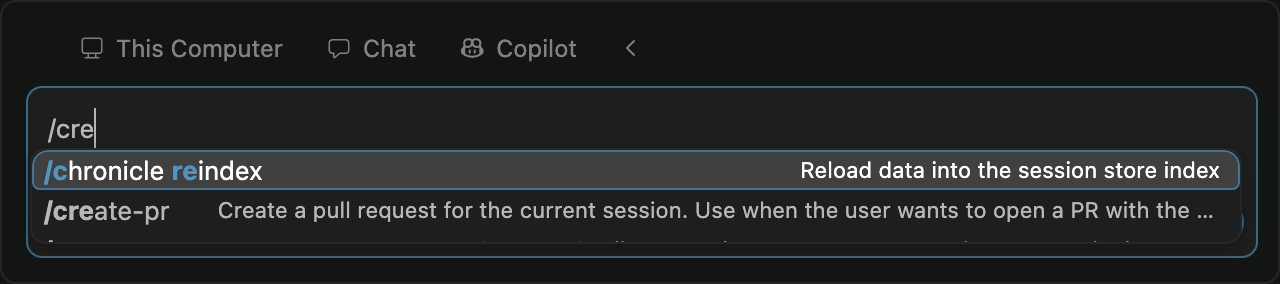 This Computer Chat Copilot
/cre
/chronicle reindex Reload data into the session store index
/create-pr Create a pull request for the current session. Use when the user wants to open a PR with the ...